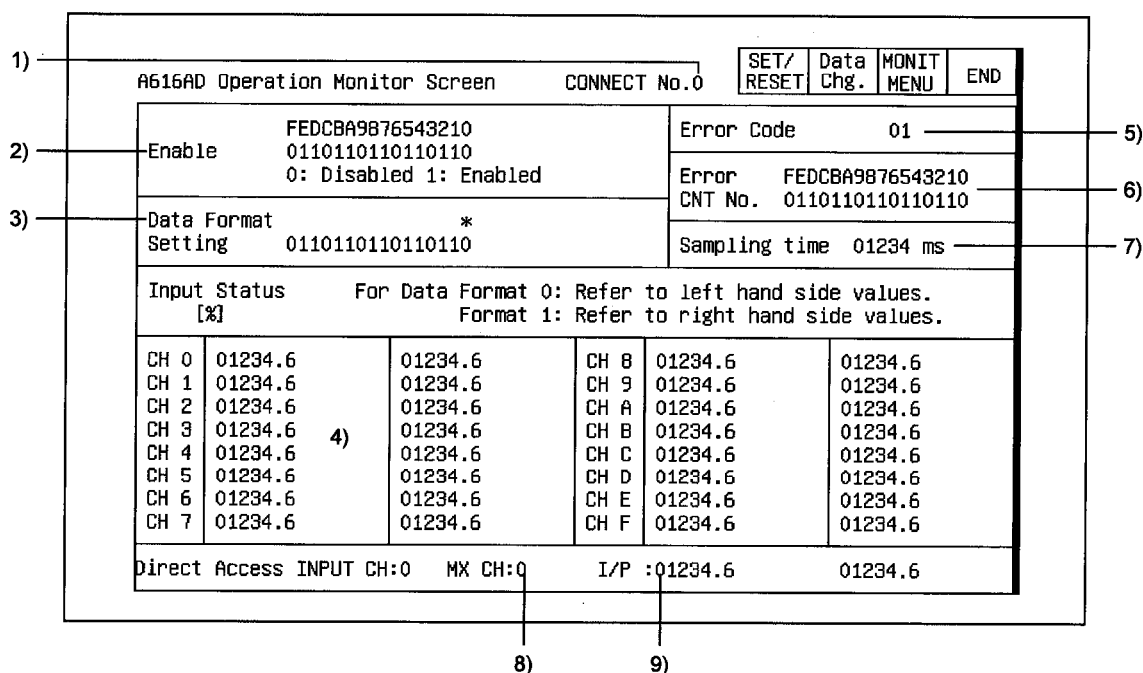 1)
A616AD Operation Monitor Screen CONNECT No.0
SET/ RESET
Data Chg.
MONIT MENU
END
2)
Enable
FEDCBA9876543210
0110110110110110
0: Disabled 1: Enabled
Error Code 01
5)
Error CNT No.
FEDCBA9876543210
0110110110110110
6)
3)
Data Format *
Setting 0110110110110110
Sampling time 01234 ms
7)
Input Status For Data Format 0: Refer to left hand side values.
[%] Format 1: Refer to right hand side values.
CH 0 01234.6 01234.6 CH 8 01234.6 01234.6
CH 1 01234.6 01234.6 CH 9 01234.6 01234.6
CH 2 01234.6 01234.6 CH A 01234.6 01234.6
CH 3 01234.6 4) 01234.6 CH B 01234.6 01234.6
CH 4 01234.6 01234.6 CH C 01234.6 01234.6
CH 5 01234.6 01234.6 CH D 01234.6 01234.6
CH 6 01234.6 01234.6 CH E 01234.6 01234.6
CH 7 01234.6 01234.6 CH F 01234.6 01234.6
Direct Access INPUT CH:0 MX CH:0 I/P :01234.6 01234.6
8) 9)